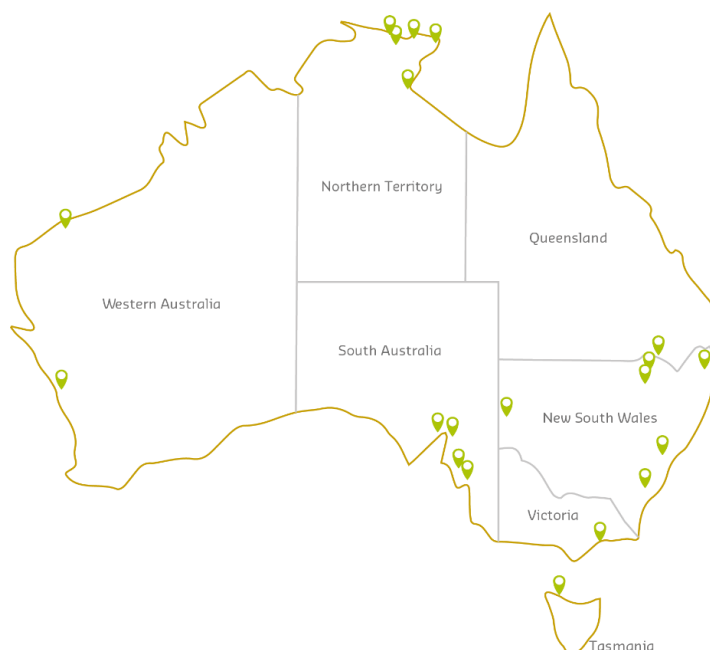 Northern Territory
Queensland
Western Australia
South Australia
New South Wales
Victoria
Tasmania